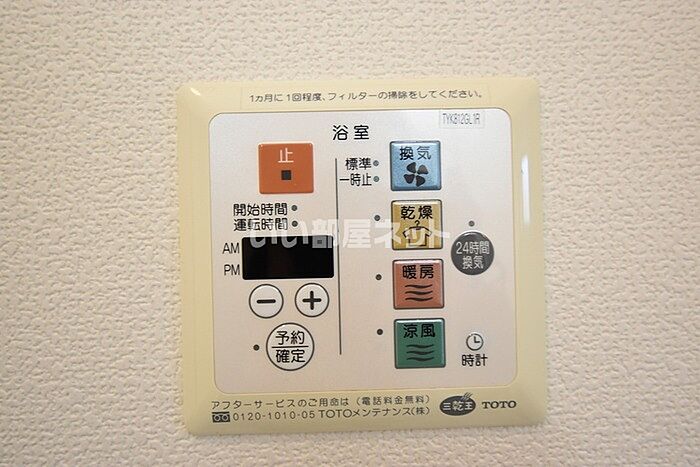 1ヵ月に1回程度、フィルターの掃除をしてください。
TYK812GL1R
浴室
止
標準
一時止
換気
開始時間
運転時間
乾燥
AM
PM
24時間
換気
暖房
予約
確定
涼風
時計
アフターサービスのご用命は（電話料金無料）
0120-1010-05 TOTOメンテナンス(株)
三乾王
TOTO
いい部屋ネット